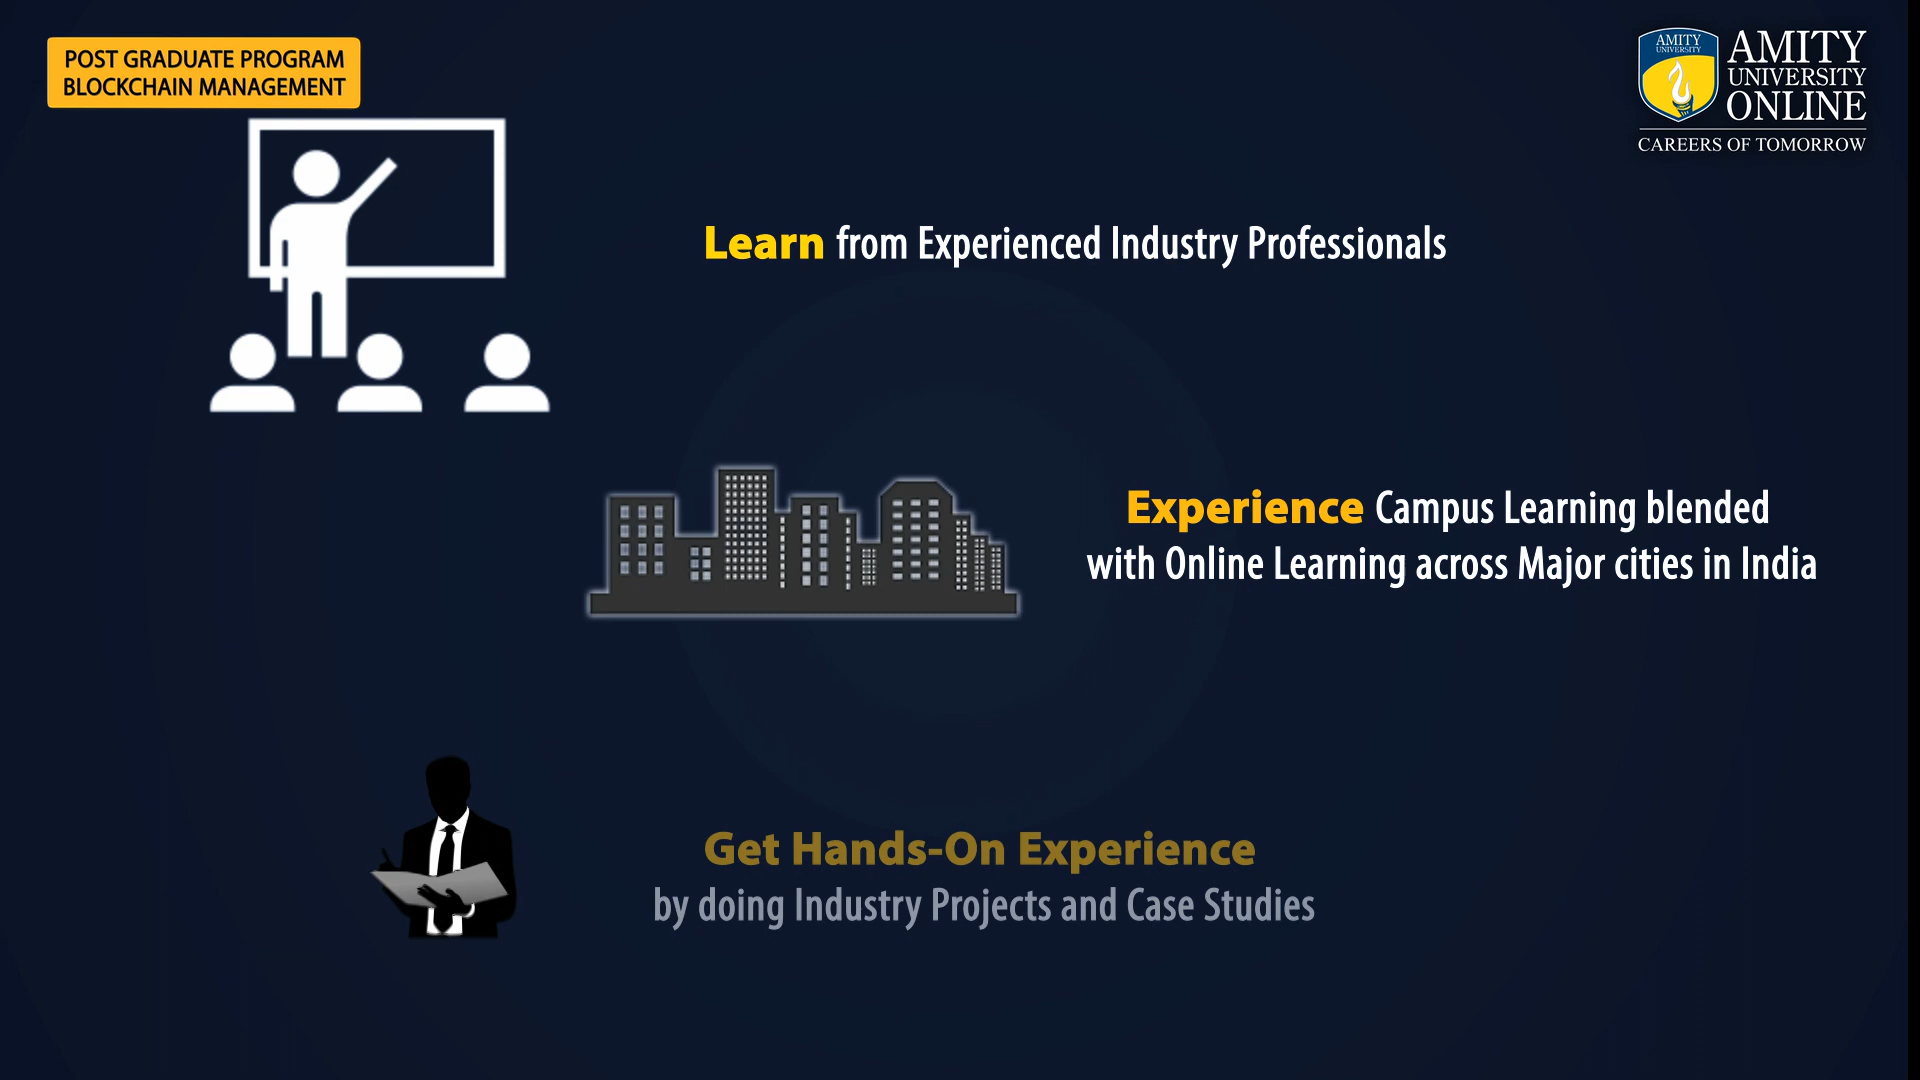 POST GRADUATE PROGRAM
BLOCKCHAIN MANAGEMENT
AMITY
UNIVERSITY
AMITY
UNIVERSITY
ONLINE
CAREERS OF TOMORROW
Learn from Experienced Industry Professionals
Experience Campus Learning blended
with Online Learning across Major cities in India
Get Hands-On Experience
by doing Industry Projects and Case Studies